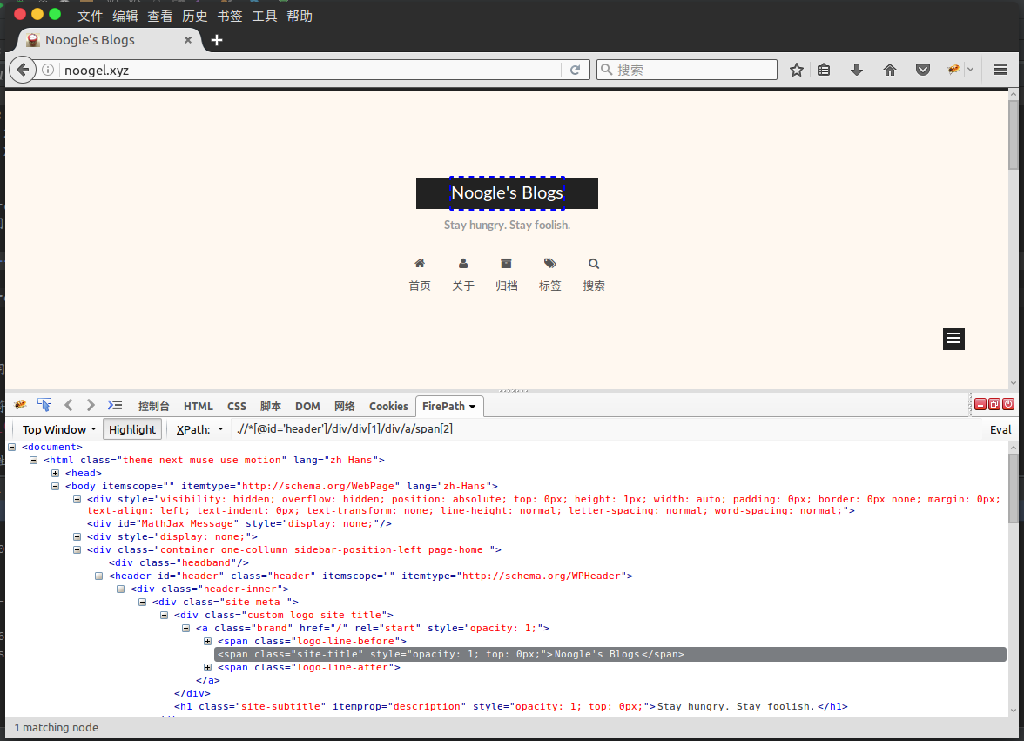 文件 编辑 查看 历史 书签 工具 帮助
Noogle's Blogs
noogel.xyz
搜索
Noogle's Blogs
Stay hungry. Stay foolish.
首页 关于 归档 标签 搜索
控制台 HTML CSS 脚本 DOM 网络 Cookies FirePath
Top Window Highlight XPath: .//*[@id='header']/div/div[1]/div/a/span[2] Eval
<document>
<html class="theme-next muse use-motion" lang="zh-Hans">
<head>
<body itemscope="" itemtype="http://schema.org/WebPage" lang="zh-Hans">
<div style="visibility: hidden; overflow: hidden; position: absolute; top: 0px; height: 1px; width: auto; padding: 0px; border: 0px none; margin: 0px;
text-align: left; text-indent: 0px; text-transform: none; line-height: normal; letter-spacing: normal; word-spacing: normal;">
<div id="MathJax_Message" style="display: none;"/>
<div style="display: none;">
<div class="container one-collumn sidebar-position-left page-home ">
<div class="headband"/>
<header id="header" class="header" itemscope="" itemtype="http://schema.org/WPHeader">
<div class="header-inner">
<div class="site-meta ">
<div class="custom-logo-site-title">
<a class="brand" href="/" rel="start" style="opacity: 1;">
<span class="logo-line-before">
<span class="site-title" style="opacity: 1; top: 0px;">Noogle's Blogs</span>
<span class="logo-line-after">
</a>
</div>
<h1 class="site-subtitle" itemprop="description" style="opacity: 1; top: 0px;">Stay hungry. Stay foolish.</h1>
1 matching node